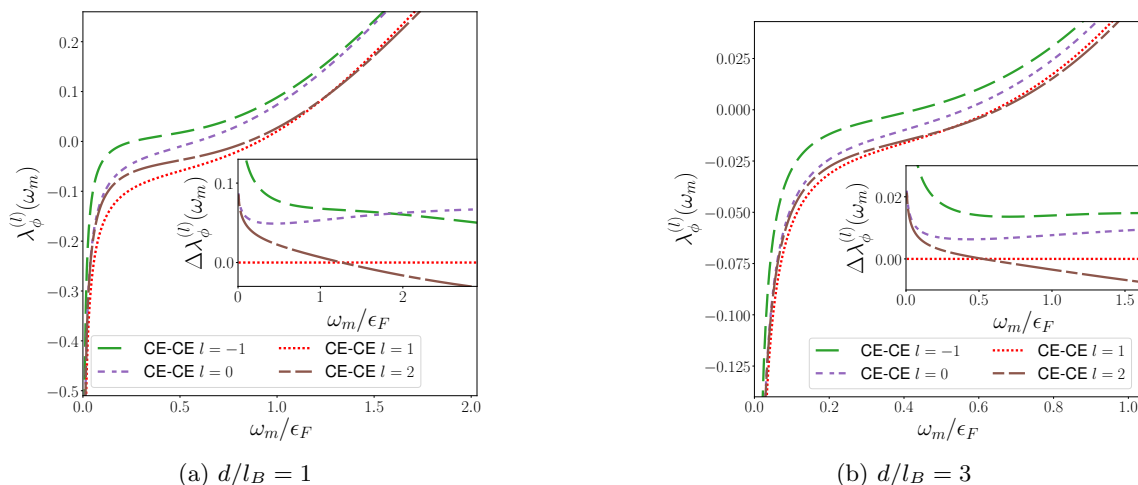 0.2
0.1
0.0
−0.1
−0.2
−0.3
−0.4
−0.5
λ_ϕ^{(l)}(ω_m)
0.1
0.0
Δλ_ϕ^{(l)}(ω_m)
0 1 2
ω_m/ϵ_F
CE-CE l = −1
CE-CE l = 0
CE-CE l = 1
CE-CE l = 2
0.0 0.5 1.0 1.5 2.0
ω_m/ϵ_F
(a) d/l_B = 1
0.025
0.000
−0.025
−0.050
−0.075
−0.100
−0.125
λ_ϕ^{(l)}(ω_m)
0.02
0.00
Δλ_ϕ^{(l)}(ω_m)
0.0 0.5 1.0 1.5
ω_m/ϵ_F
CE-CE l = −1
CE-CE l = 0
CE-CE l = 1
CE-CE l = 2
0.0 0.2 0.4 0.6 0.8 1.0
ω_m/ϵ_F
(b) d/l_B = 3